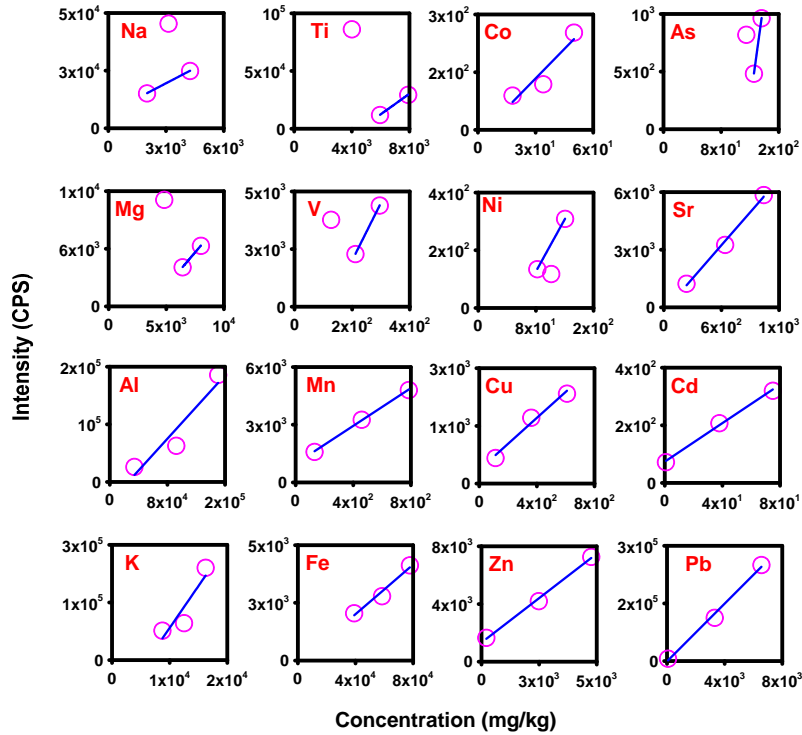 5x10⁴
Na
3x10⁴
0
0
3x10³
6x10³
10⁵
Ti
5x10⁴
0
0
4x10³
8x10³
3x10²
Co
2x10²
0
0
3x10¹
6x10¹
10³
As
5x10²
0
0
8x10¹
2x10²
1x10⁴
Mg
6x10³
0
0
5x10³
10⁴
5x10³
V
3x10³
0
0
2x10²
4x10²
4x10²
Ni
2x10²
0
0
8x10¹
2x10²
6x10³
Sr
3x10³
0
0
6x10²
1x10³
2x10⁵
Al
10⁵
0
0
8x10⁴
2x10⁵
6x10³
Mn
3x10³
0
0
4x10²
8x10²
3x10³
Cu
1x10³
0
0
4x10²
8x10²
4x10²
Cd
2x10²
0
0
4x10¹
8x10¹
3x10⁵
K
1x10⁵
0
0
1x10⁴
2x10⁴
5x10³
Fe
3x10³
0
0
4x10⁴
8x10⁴
8x10³
Zn
4x10³
0
0
3x10³
5x10³
3x10⁵
Pb
2x10⁵
0
0
4x10³
8x10³
Intensity (CPS)
Concentration (mg/kg)